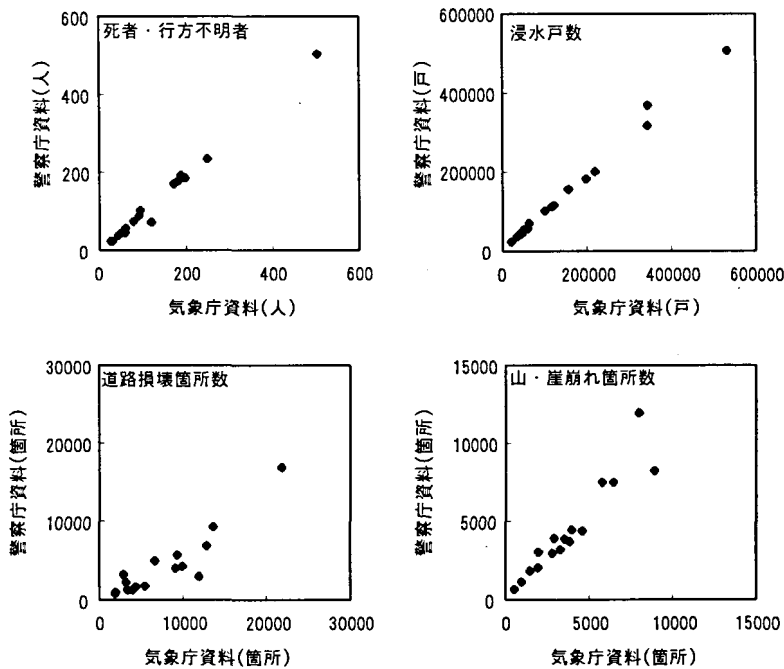 死者・行方不明者
600
400
200
0
0
200
400
600
警察庁資料(人)
気象庁資料(人)
浸水戸数
600000
400000
200000
0
0
200000
400000
600000
警察庁資料(戸)
気象庁資料(戸)
道路損壊箇所数
30000
20000
10000
0
0
10000
20000
30000
警察庁資料(箇所)
気象庁資料(箇所)
山・崖崩れ箇所数
15000
10000
5000
0
0
5000
10000
15000
警察庁資料(箇所)
気象庁資料(箇所)